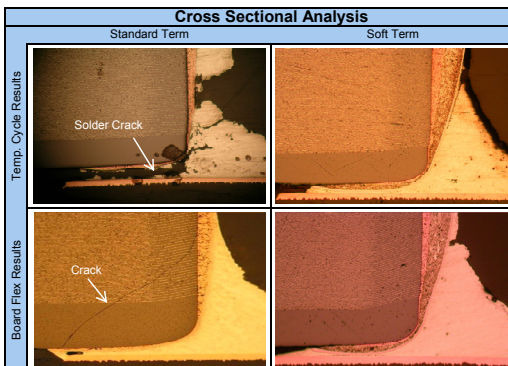 Cross Sectional Analysis
Standard Term
Soft Term
Temp. Cycle Results
Solder Crack
Board Flex Results
Crack